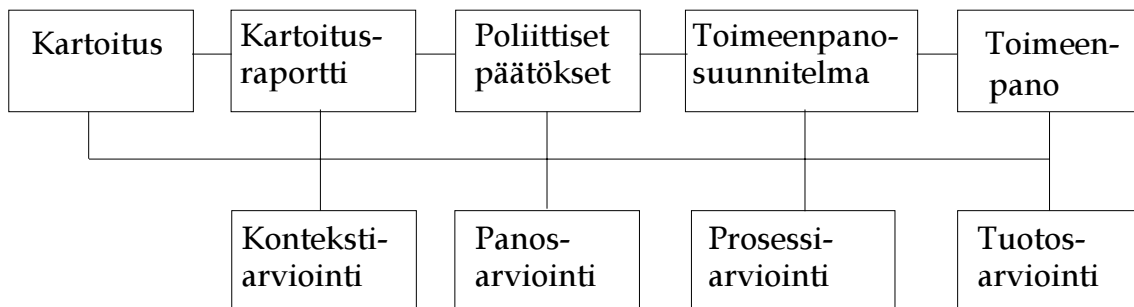 Kartoitus
Kartoitus-
raportti
Poliittiset
päätökset
Toimeenpano-
suunnitelma
Toimeen-
pano
Konteksti-
arviointi
Panos-
arviointi
Prosessi-
arviointi
Tuotos-
arviointi